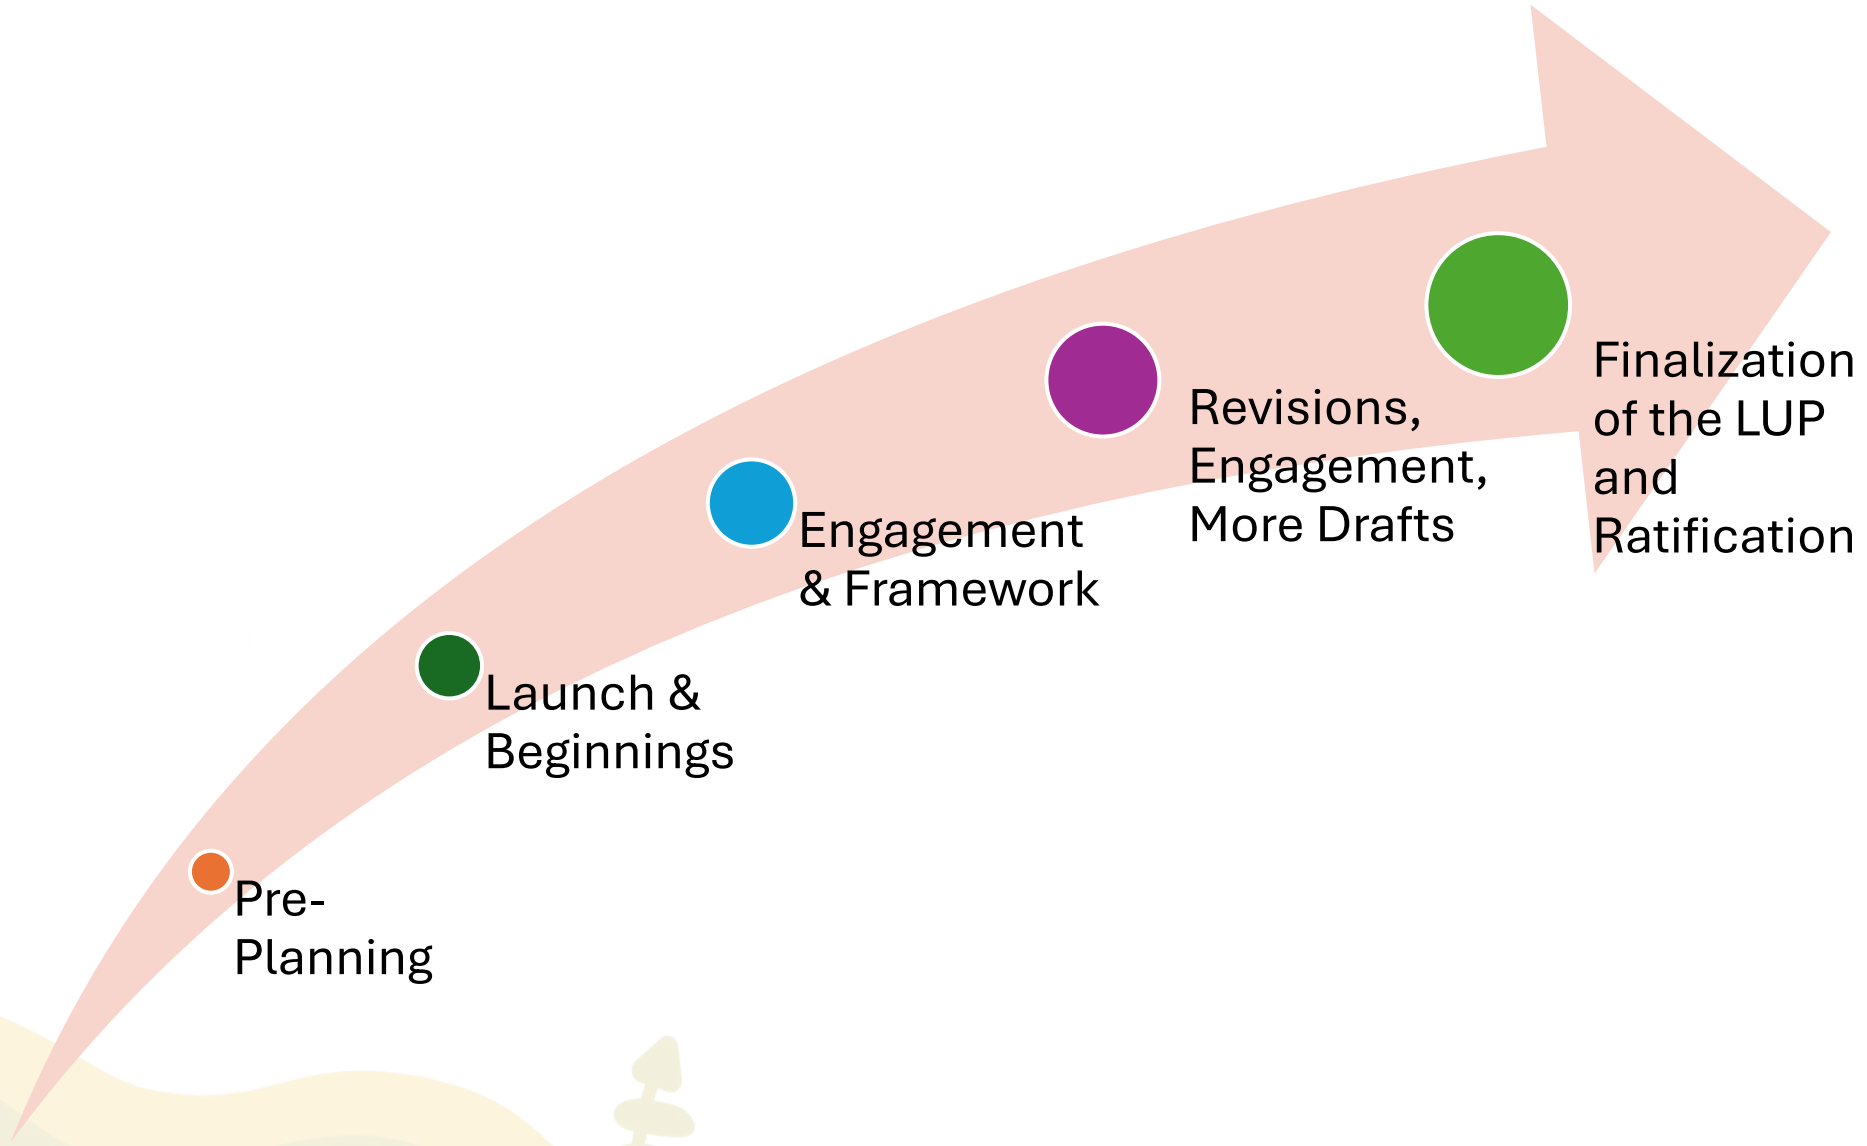 Pre-
Planning
Launch &
Beginnings
Engagement
& Framework
Revisions,
Engagement,
More Drafts
Finalization
of the LUP
and
Ratification